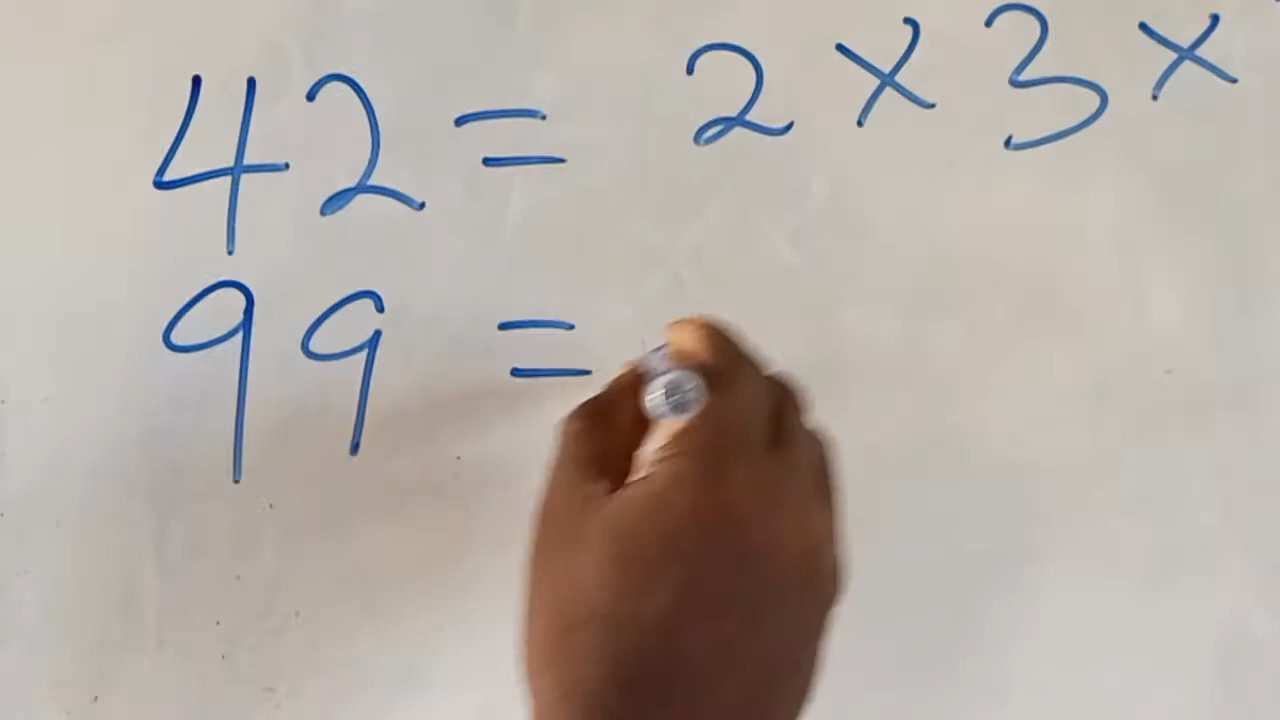 42 = 2 × 3 ×
99 =